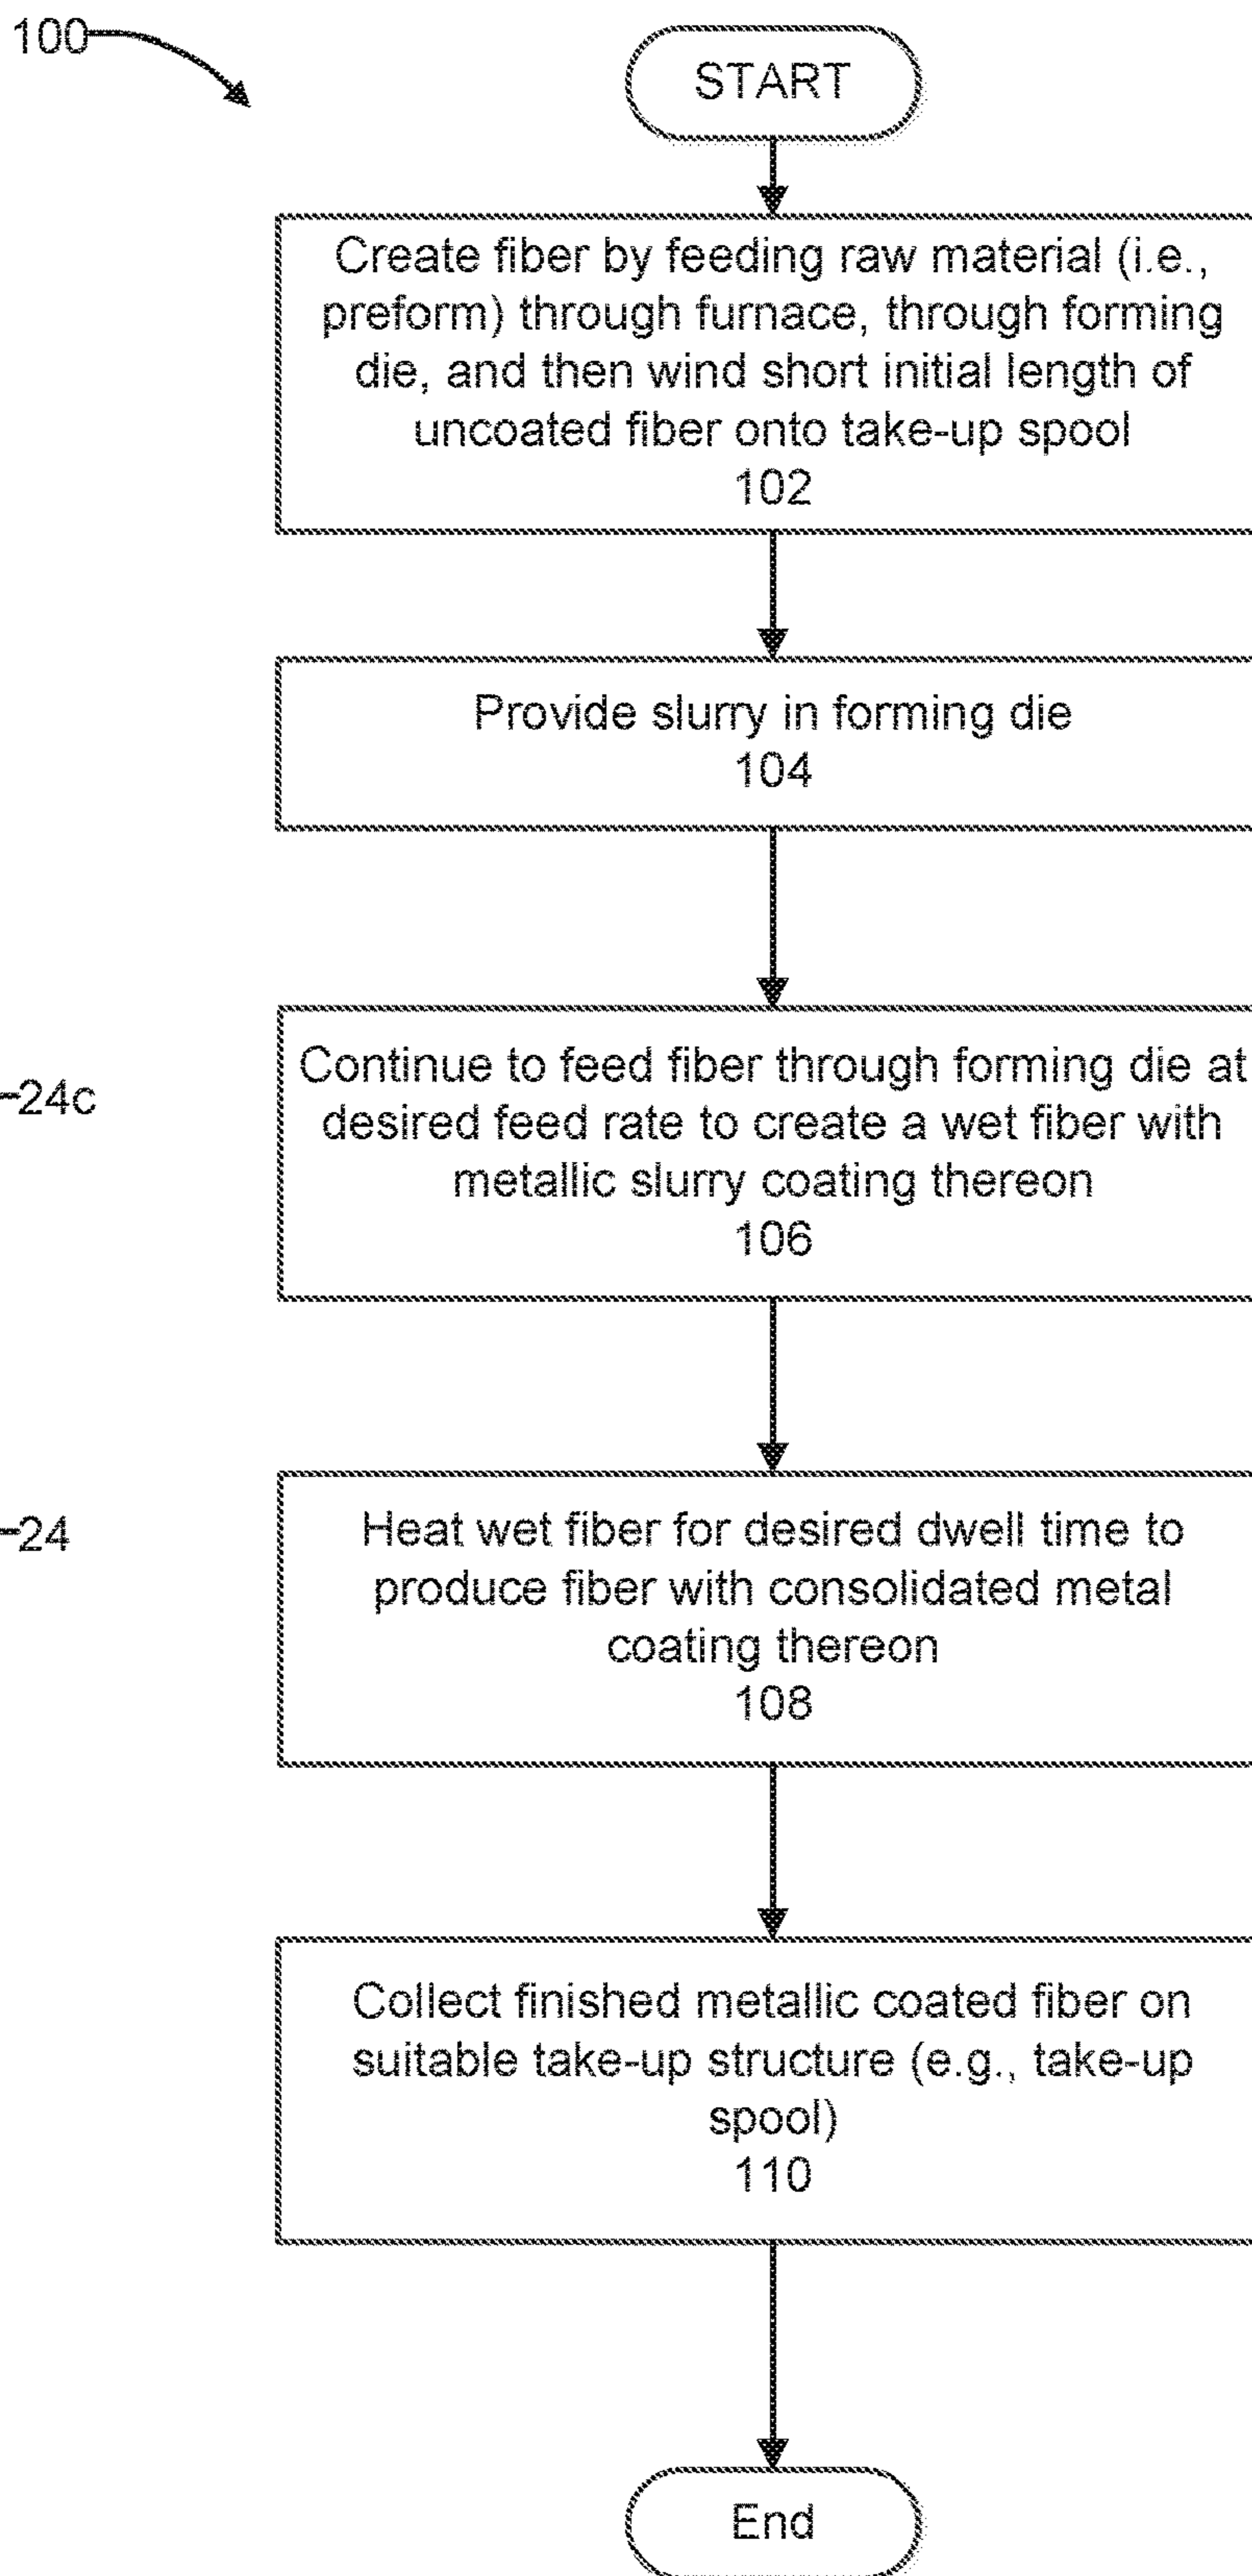 100
START
Create fiber by feeding raw material (i.e.,
preform) through furnace, through forming
die, and then wind short initial length of
uncoated fiber onto take-up spool
102
Provide slurry in forming die
104
24c
Continue to feed fiber through forming die at
desired feed rate to create a wet fiber with
metallic slurry coating thereon
106
24
Heat wet fiber for desired dwell time to
produce fiber with consolidated metal
coating thereon
108
Collect finished metallic coated fiber on
suitable take-up structure (e.g., take-up
spool)
110
End